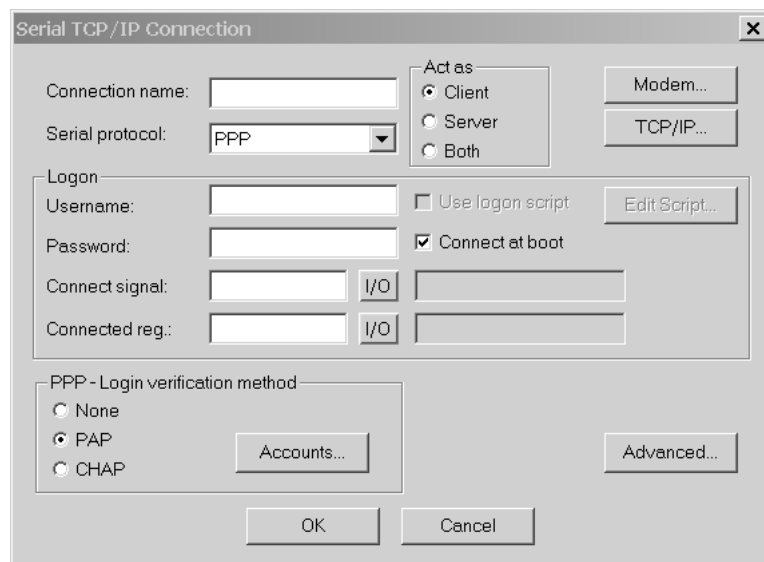 Serial TCP/IP Connection
Connection name:
Serial protocol:
PPP
Act as
Client
Server
Both
Modem...
TCP/IP...
Logon
Username:
Password:
Connect signal:
I/O
Connected reg.:
I/O
Use logon script
Edit Script...
Connect at boot
PPP - Login verification method
None
PAP
CHAP
Accounts...
Advanced...
OK
Cancel